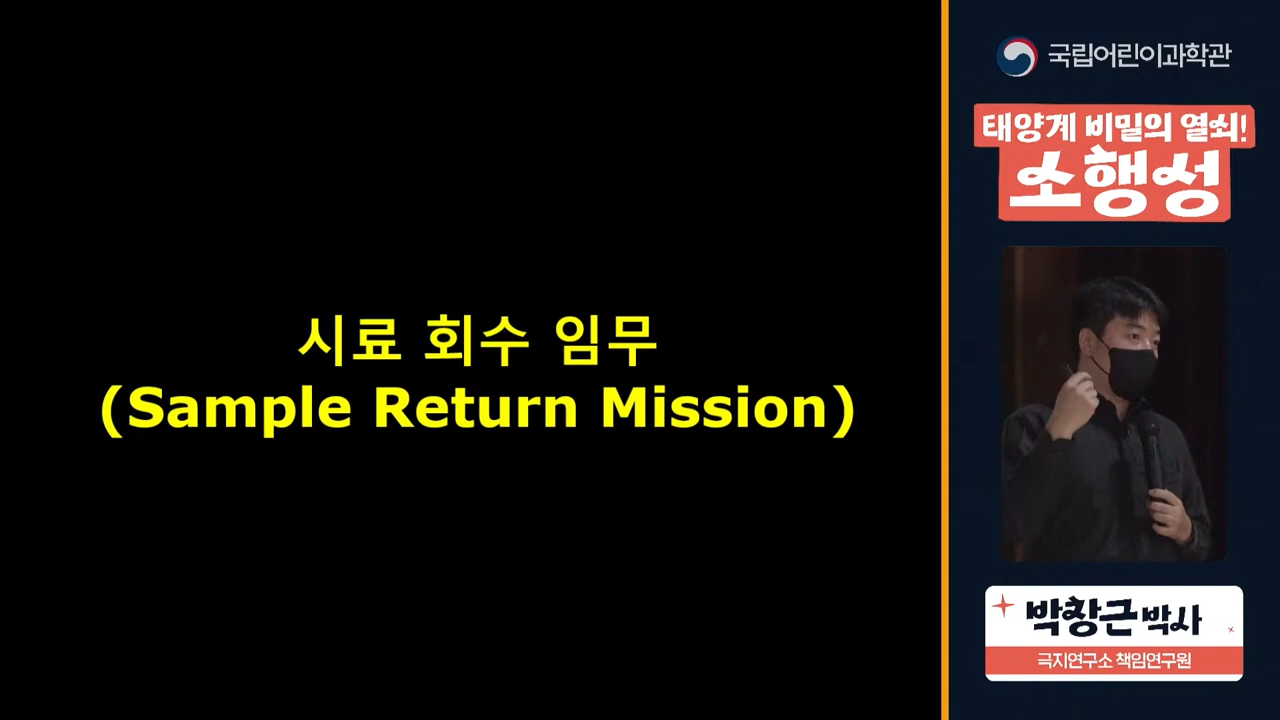 시료 회수 임무
(Sample Return Mission)
국립어린이과학관
태양계 비밀의 열쇠!
소행성
박창근 박사
극지연구소 책임연구원